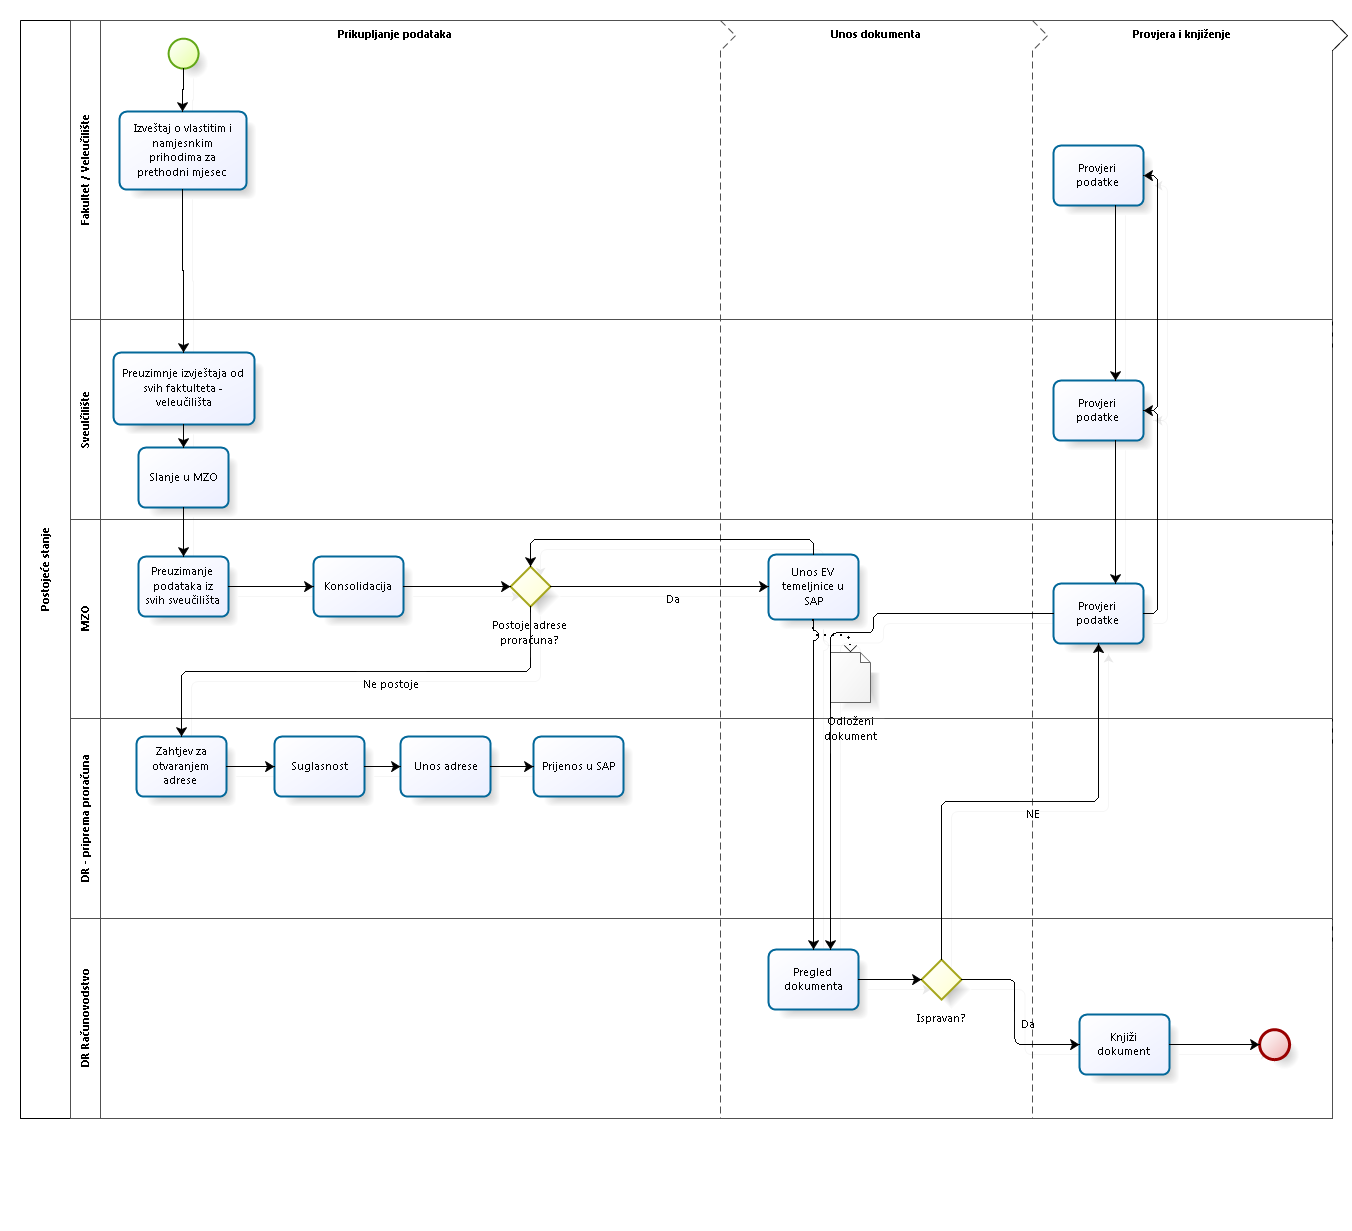 Prikupljanje podataka
Unos dokumenta
Provjera i knjiženje
Postojeće stanje
Fakultet / Veleučilište
Izveštaj o vlastitim i
namjesnkim
prihodima za
prethodni mjesec
Provjeri
podatke
Sveulčilište
Preuzimnje izvještaja od
svih faktulteta -
veleučilišta
Slanje u MZO
Provjeri
podatke
MZO
Preuzimanje
podataka iz
svih sveučilišta
Konsolidacija
Postoje adrese
proračuna?
Da
Ne postoje
Unos EV
temeljnice u
SAP
Odloženi
dokument
Provjeri
podatke
DR - priprema proračuna
Zahtjev za
otvaranjem
adrese
Suglasnost
Unos adrese
Prijenos u SAP
NE
DR Računovodstvo
Pregled
dokumenta
Ispravan?
Da
Knjiži
dokument